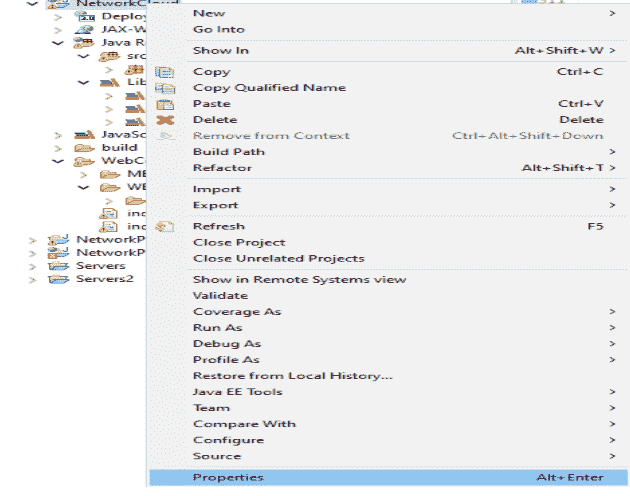 NetworkCloud
Deploy
JAX-W
Java R
src
Lib
JavaSc
build
WebCo
ME
WE
ind
ind
NetworkP
NetworkP
Servers
Servers2
New
Go Into
Show In Alt+Shift+W
Copy Ctrl+C
Copy Qualified Name
Paste Ctrl+V
Delete Delete
Remove from Context Ctrl+Alt+Shift+Down
Build Path
Refactor Alt+Shift+T
Import
Export
Refresh F5
Close Project
Close Unrelated Projects
Show in Remote Systems view
Validate
Coverage As
Run As
Debug As
Profile As
Restore from Local History...
Java EE Tools
Team
Compare With
Configure
Source
Properties Alt+Enter